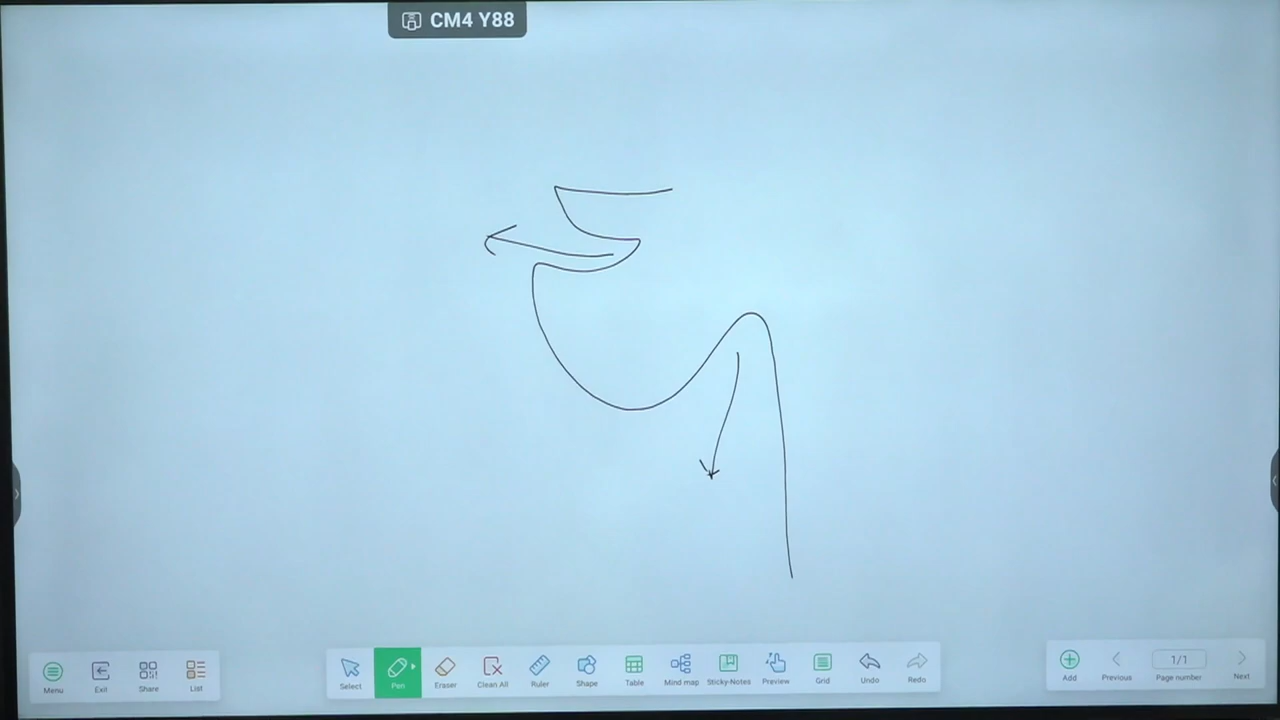 CM4 Y88
Menu
Exit
Share
List
Select
Pen
Eraser
Clean All
Ruler
Shape
Table
Mind map
Sticky-Notes
Preview
Grid
Undo
Redo
Add
Previous
1/1
Page number
Next